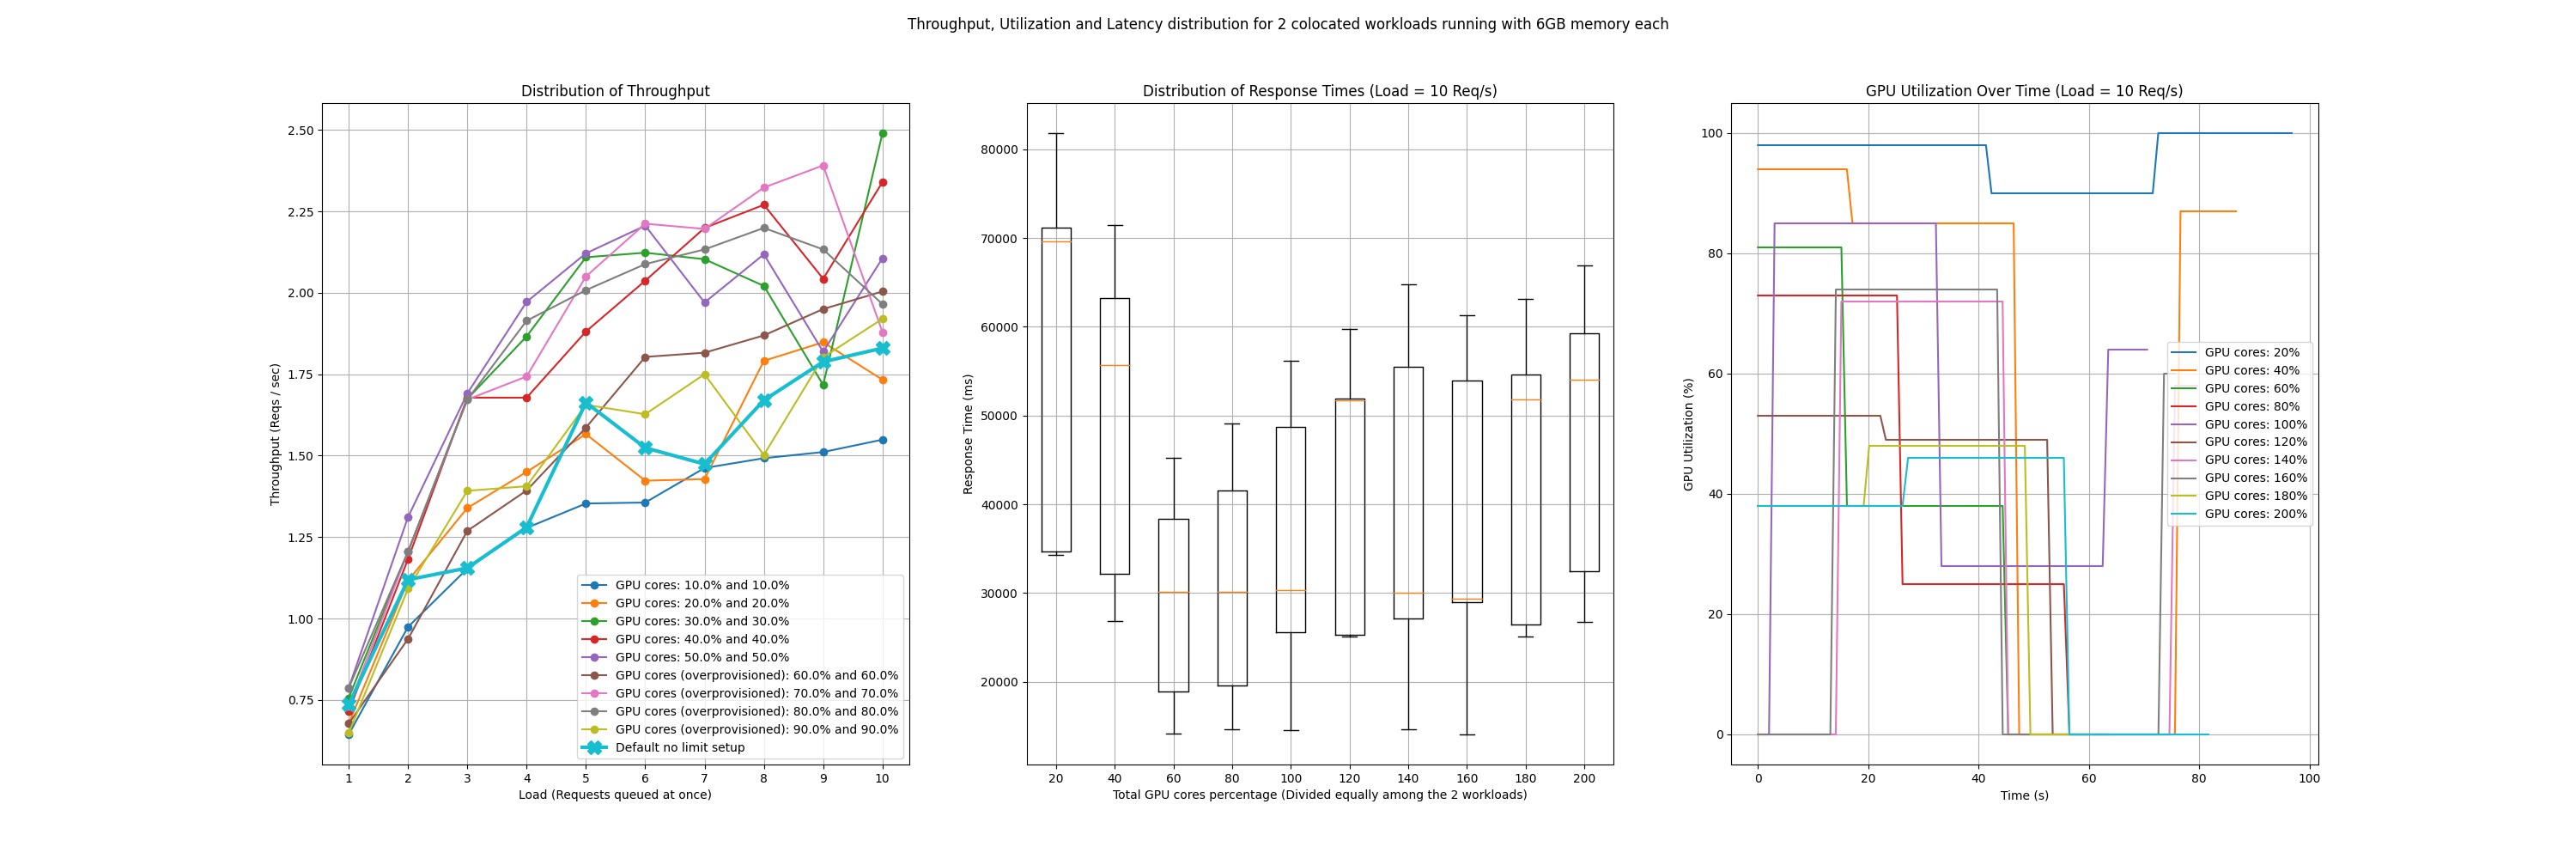 Throughput, Utilization and Latency distribution for 2 colocated workloads running with 6GB memory each
Distribution of Throughput
Throughput (Reqs / sec)
2.50
2.25
2.00
1.75
1.50
1.25
1.00
0.75
1 2 3 4 5 6 7 8 9 10
Load (Requests queued at once)
GPU cores: 10.0% and 10.0%
GPU cores: 20.0% and 20.0%
GPU cores: 30.0% and 30.0%
GPU cores: 40.0% and 40.0%
GPU cores: 50.0% and 50.0%
GPU cores (overprovisioned): 60.0% and 60.0%
GPU cores (overprovisioned): 70.0% and 70.0%
GPU cores (overprovisioned): 80.0% and 80.0%
GPU cores (overprovisioned): 90.0% and 90.0%
Default no limit setup
Distribution of Response Times (Load = 10 Req/s)
Response Time (ms)
80000
70000
60000
50000
40000
30000
20000
20 40 60 80 100 120 140 160 180 200
Total GPU cores percentage (Divided equally among the 2 workloads)
GPU Utilization Over Time (Load = 10 Req/s)
GPU Utilization (%)
100
80
60
40
20
0
0 20 40 60 80 100
Time (s)
GPU cores: 20%
GPU cores: 40%
GPU cores: 60%
GPU cores: 80%
GPU cores: 100%
GPU cores: 120%
GPU cores: 140%
GPU cores: 160%
GPU cores: 180%
GPU cores: 200%